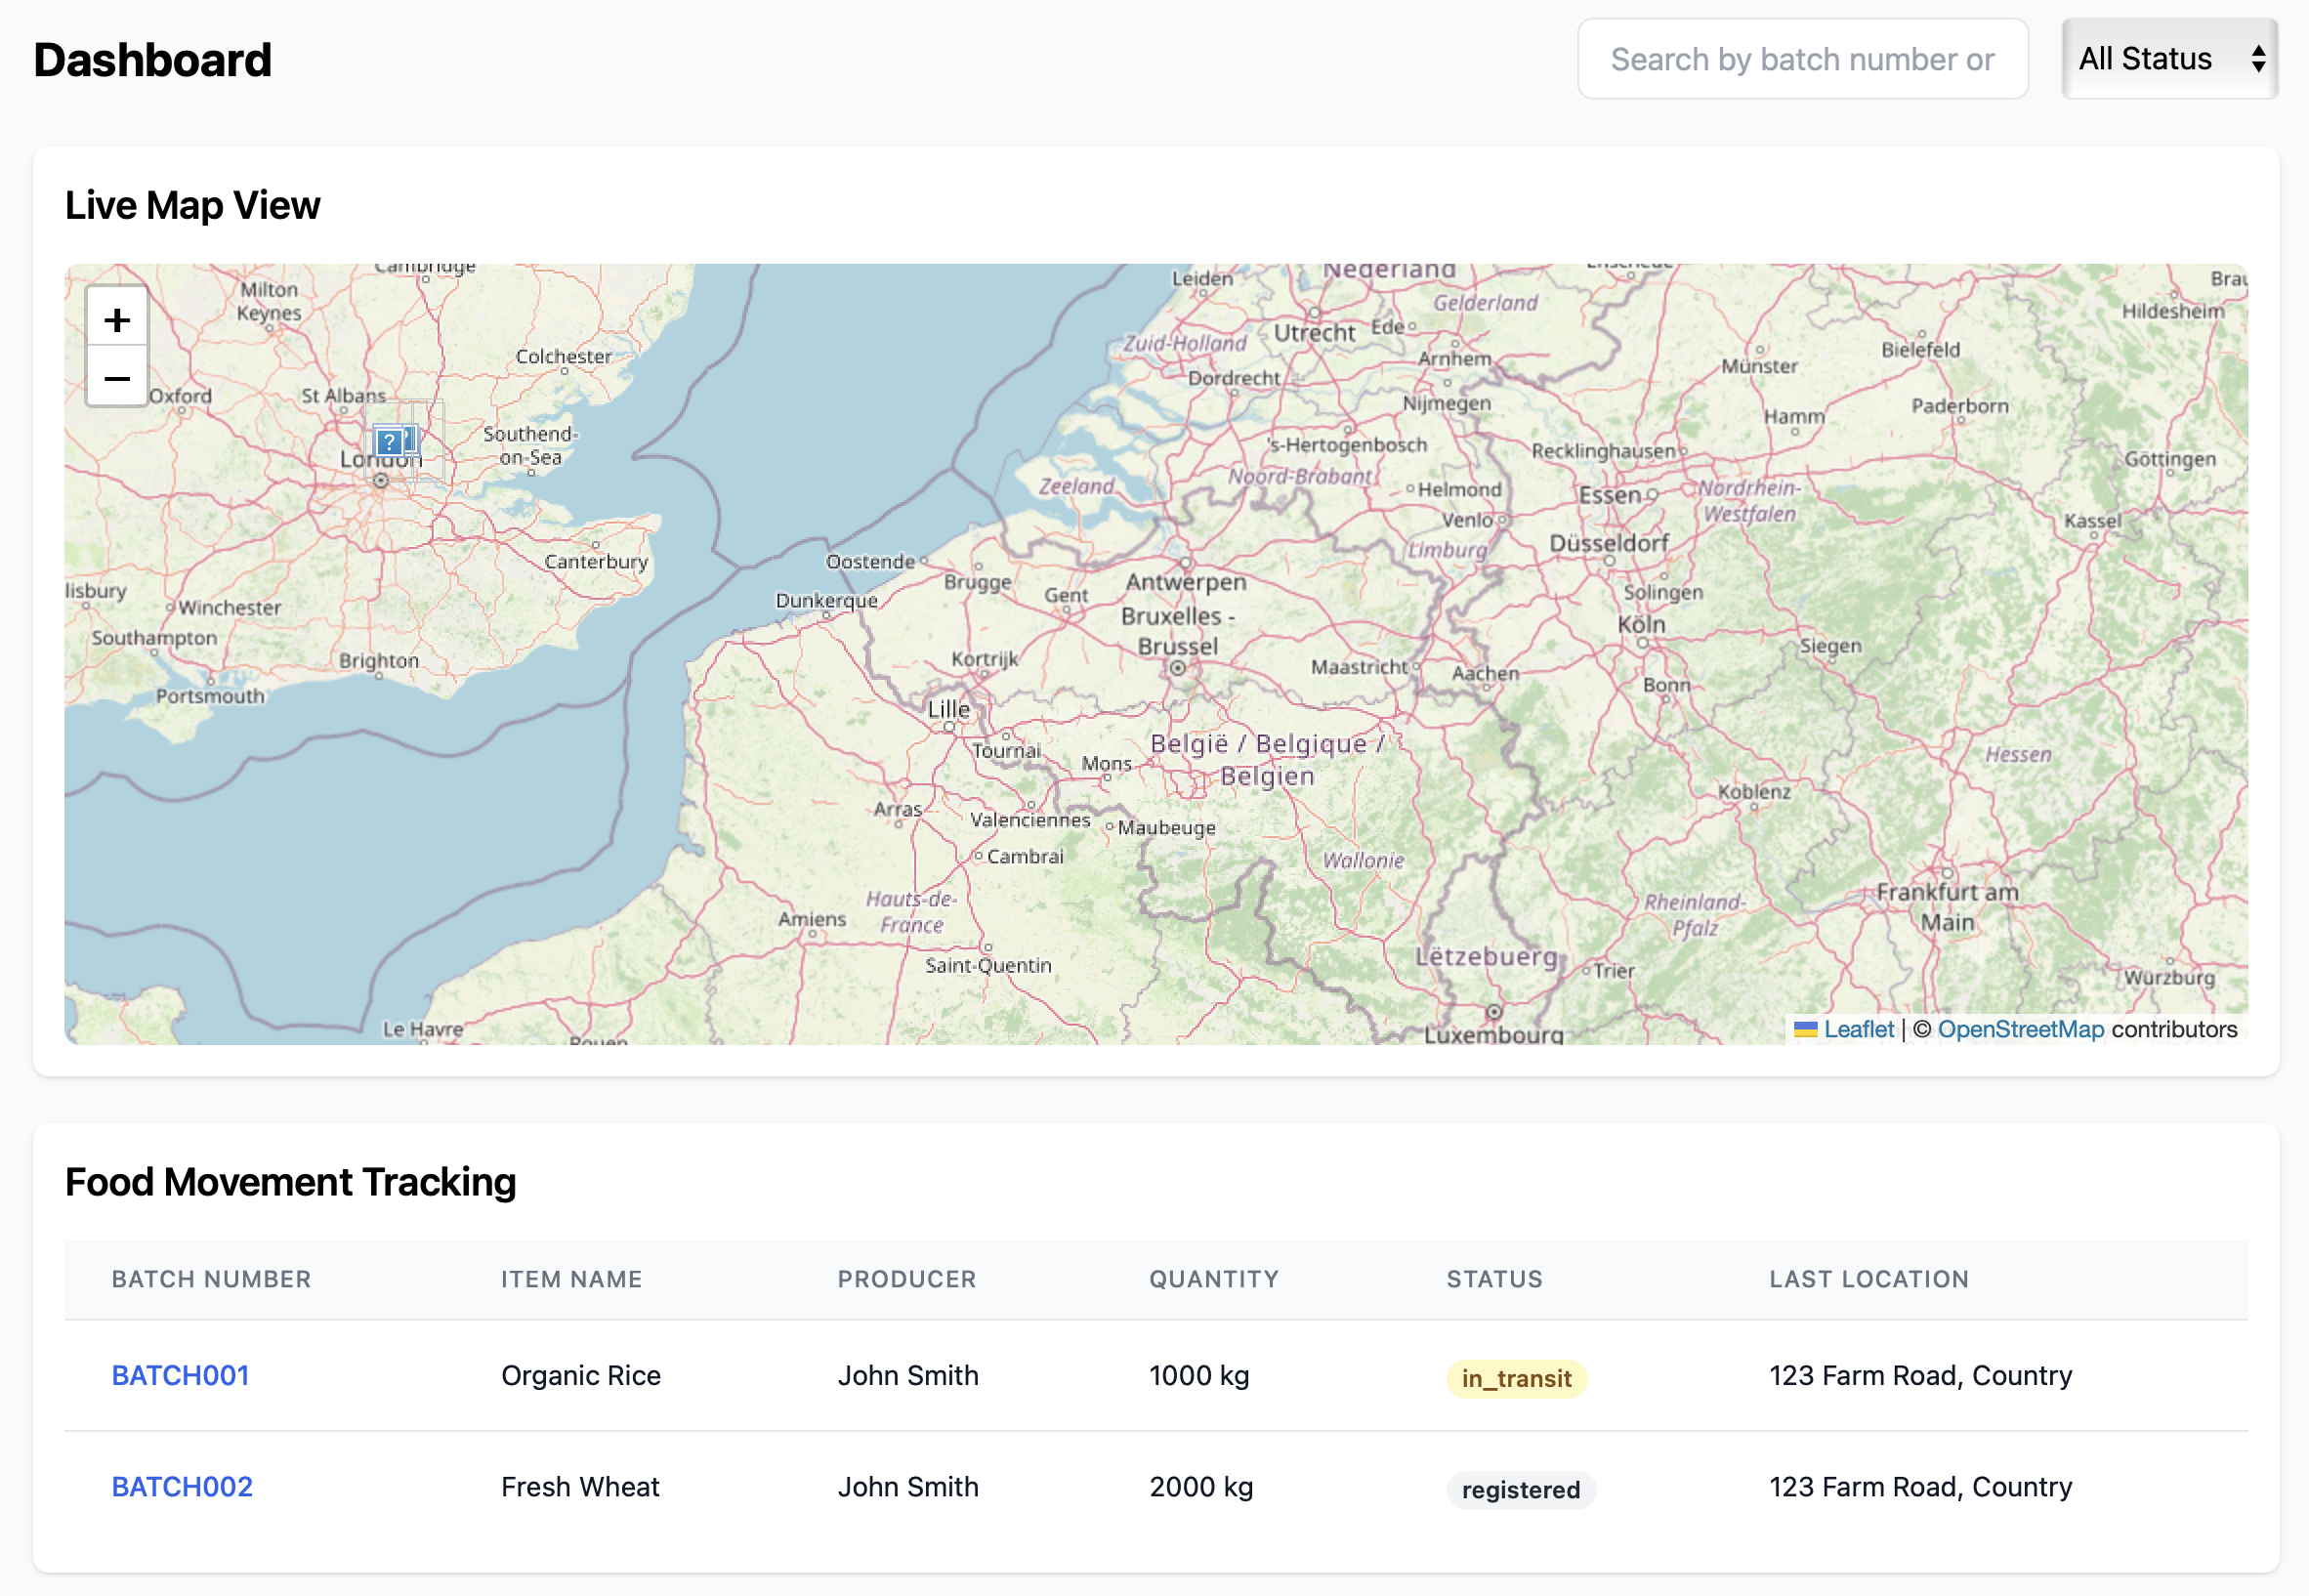 Dashboard
Search by batch number or
All Status
Live Map View
+
−
Cambridge
Milton
Keynes
Colchester
Oxford
St Albans
Southend-
on-Sea
?
London
Canterbury
lisbury
Winchester
Southampton
Brighton
Portsmouth
Leiden
Nederland
Enschede
Gelderland
Utrecht
Ede
Zuid-Holland
Arnhem
Dordrecht
Nijmegen
's-Hertogenbosch
Noord-Brabant
Zeeland
Helmond
Venlo
Limburg
Brau
Hildesheim
Bielefeld
Münster
Paderborn
Hamm
Recklinghausen
Göttingen
Essen
Nordrhein-
Westfalen
Kassel
Düsseldorf
Solingen
Köln
Siegen
Bonn
Aachen
Maastricht
Oostende
Brugge
Antwerpen
Gent
Dunkerque
Bruxelles -
Brussel
Kortrijk
Lille
Tournai
Mons
België / Belgique /
Belgien
Hessen
Koblenz
Arras
Valenciennes
Maubeuge
Cambrai
Wallonie
Hauts-de-
France
Amiens
Saint-Quentin
Rheinland-
Pfalz
Frankfurt am
Main
Lëtzebuerg
Trier
Würzburg
Le Havre
Rouen
Luxembourg
Leaflet | © OpenStreetMap contributors
Food Movement Tracking
BATCH NUMBER ITEM NAME PRODUCER QUANTITY STATUS LAST LOCATION
BATCH001 Organic Rice John Smith 1000 kg in_transit 123 Farm Road, Country
BATCH002 Fresh Wheat John Smith 2000 kg registered 123 Farm Road, Country